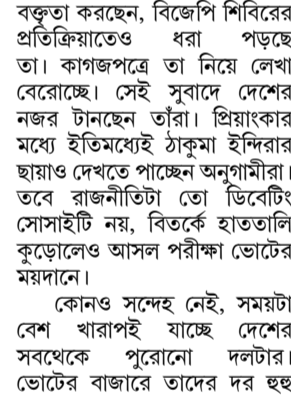 বক্তৃতা করছেন, বিজেপি শিবিরের
প্রতিক্রিয়াতেও ধরা পড়ছে
তা। কাগজপত্রে তা নিয়ে লেখা
বেরোচ্ছে। সেই সুবাদে দেশের
নজর টানছেন তাঁরা। প্রিয়াংকার
মধ্যে ইতিমধ্যেই ঠাকুমা ইন্দিরার
ছায়াও দেখতে পাচ্ছেন অনুগামীরা।
তবে রাজনীতিটা তো ডিবেটিং
সোসাইটি নয়, বিতর্কে হাততালি
কুড়োলেও আসল পরীক্ষা ভোটের
ময়দানে।
কোনও সন্দেহ নেই, সময়টা
বেশ খারাপই যাচ্ছে দেশের
সবথেকে পুরোনো দলটার।
ভোটের বাজারে তাদের দর হুহু